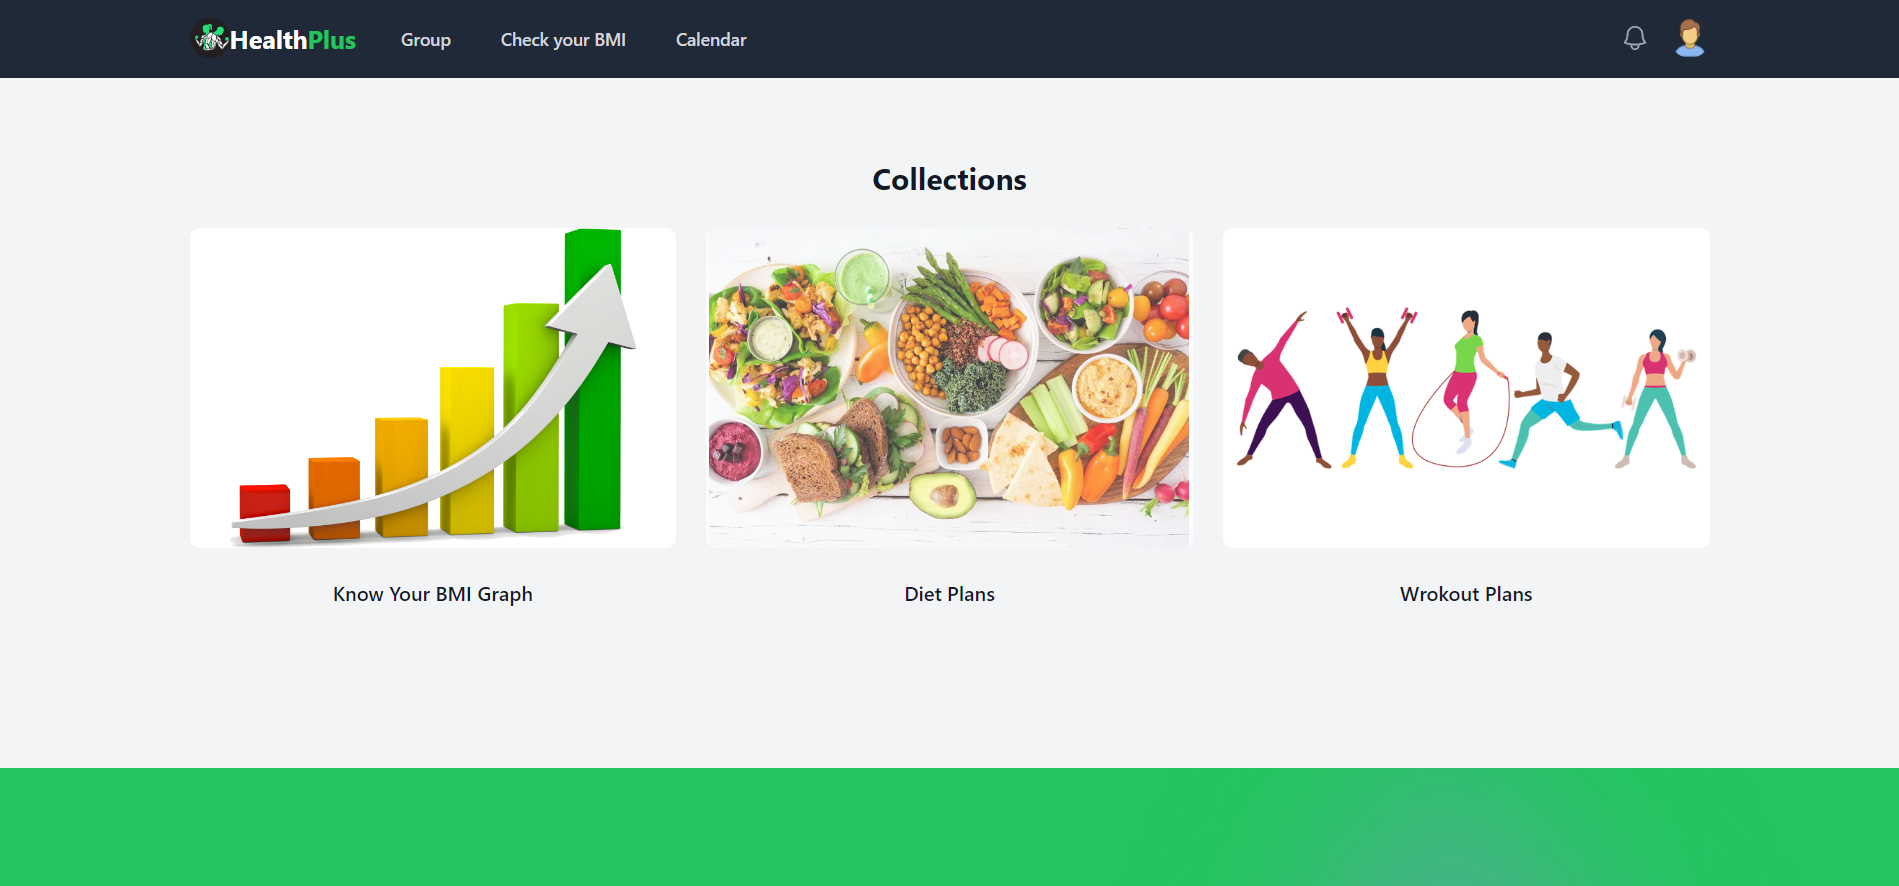 HealthPlus Group Check your BMI Calendar
Collections
Know Your BMI Graph
Diet Plans
Wrokout Plans